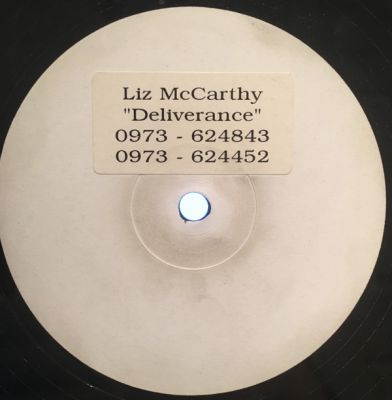 Liz McCarthy
"Deliverance"
0973 - 624843
0973 - 624452